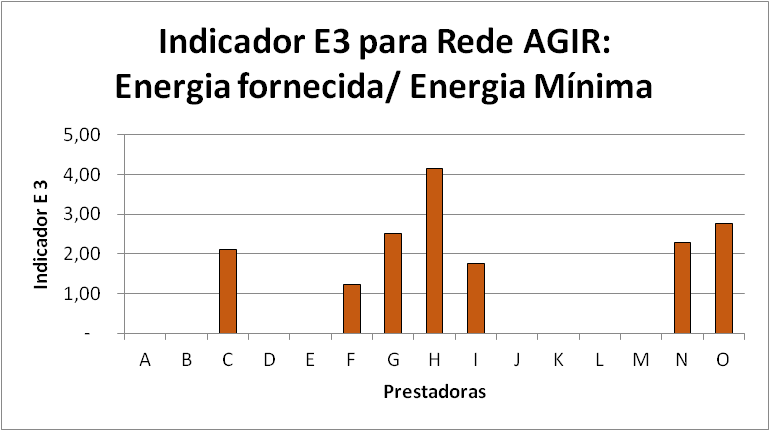 Indicador E3 para Rede AGIR:
Energia fornecida/ Energia Mínima
5,00
4,00
3,00
2,00
1,00
-
Indicador E 3
A B C D E F G H I J K L M N O
Prestadoras